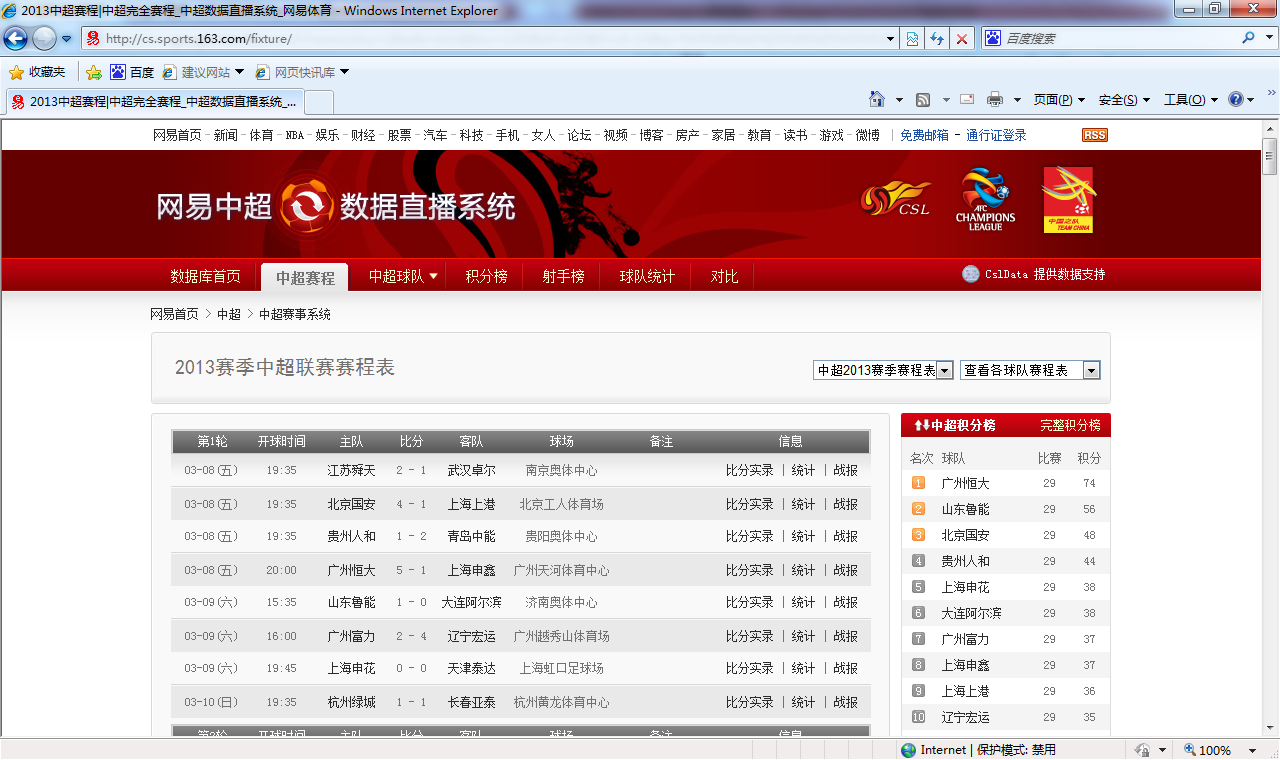 2013中超赛程|中超完全赛程_中超数据直播系统_网易体育 - Windows Internet Explorer
http://cs.sports.163.com/fixture/ 百度搜索
收藏夹 百度 建议网站 网页快讯库
2013中超赛程|中超完全赛程_中超数据直播系统_... 页面(P) 安全(S) 工具(O)
网易首页 - 新闻 - 体育 - NBA - 娱乐 - 财经 - 股票 - 汽车 - 科技 - 手机 - 女人 - 论坛 - 视频 - 博客 - 房产 - 家居 - 教育 - 读书 - 游戏 - 微博 | 免费邮箱 - 通行证登录 RSS
网易中超 数据直播系统 CSL AFC CHAMPIONS LEAGUE 中国之队 TEAM CHINA
数据库首页 中超赛程 中超球队 积分榜 射手榜 球队统计 对比 CslData 提供数据支持
网易首页 > 中超 > 中超赛事系统
2013赛季中超联赛赛程表 中超2013赛季赛程表 查看各球队赛程表
第1轮 开球时间 主队 比分 客队 球场 备注 信息
03-08(五) 19:35 江苏舜天 2 - 1 武汉卓尔 南京奥体中心 比分实录 | 统计 | 战报
03-08(五) 19:35 北京国安 4 - 1 上海上港 北京工人体育场 比分实录 | 统计 | 战报
03-08(五) 19:35 贵州人和 1 - 2 青岛中能 贵阳奥体中心 比分实录 | 统计 | 战报
03-08(五) 20:00 广州恒大 5 - 1 上海申鑫 广州天河体育中心 比分实录 | 统计 | 战报
03-09(六) 15:35 山东鲁能 1 - 0 大连阿尔滨 济南奥体中心 比分实录 | 统计 | 战报
03-09(六) 16:00 广州富力 2 - 4 辽宁宏运 广州越秀山体育场 比分实录 | 统计 | 战报
03-09(六) 19:45 上海申花 0 - 0 天津泰达 上海虹口足球场 比分实录 | 统计 | 战报
03-10(日) 19:35 杭州绿城 1 - 1 长春亚泰 杭州黄龙体育中心 比分实录 | 统计 | 战报
第2轮 开球时间 主队 比分 客队 球场 备注 信息
中超积分榜 完整积分榜
名次 球队 比赛 积分
1 广州恒大 29 74
2 山东鲁能 29 56
3 北京国安 29 48
4 贵州人和 29 44
5 上海申花 29 38
6 大连阿尔滨 29 38
7 广州富力 29 37
8 上海申鑫 29 37
9 上海上港 29 36
10 辽宁宏运 29 35
Internet | 保护模式: 禁用 100%